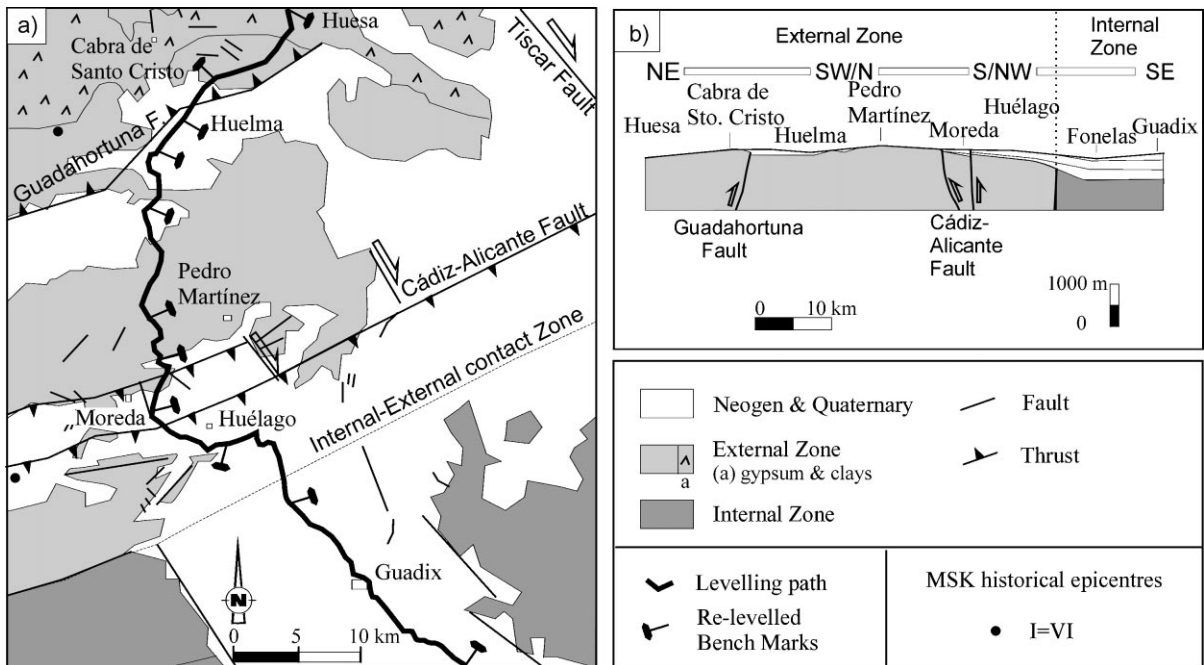 a)
Huesa
Cabra de
Santo Cristo
Tíscar Fault
Guadahortuna F.
Huelma
Pedro
Martínez
Cádiz-Alicante Fault
Internal-External contact Zone
Moreda
Huélago
Guadix
N
0 5 10 km
b)
External Zone
Internal
Zone
NE SW/N S/NW SE
Cabra de
Sto. Cristo
Pedro
Martínez
Huesa Huelma Moreda Huélago Fonelas Guadix
Guadahortuna
Fault
Cádiz-
Alicante
Fault
0 10 km
1000 m
0
Neogen & Quaternary
External Zone
(a) gypsum & clays
a
Internal Zone
Fault
Thrust
Levelling path
Re-levelled
Bench Marks
MSK historical epicentres
I=VI